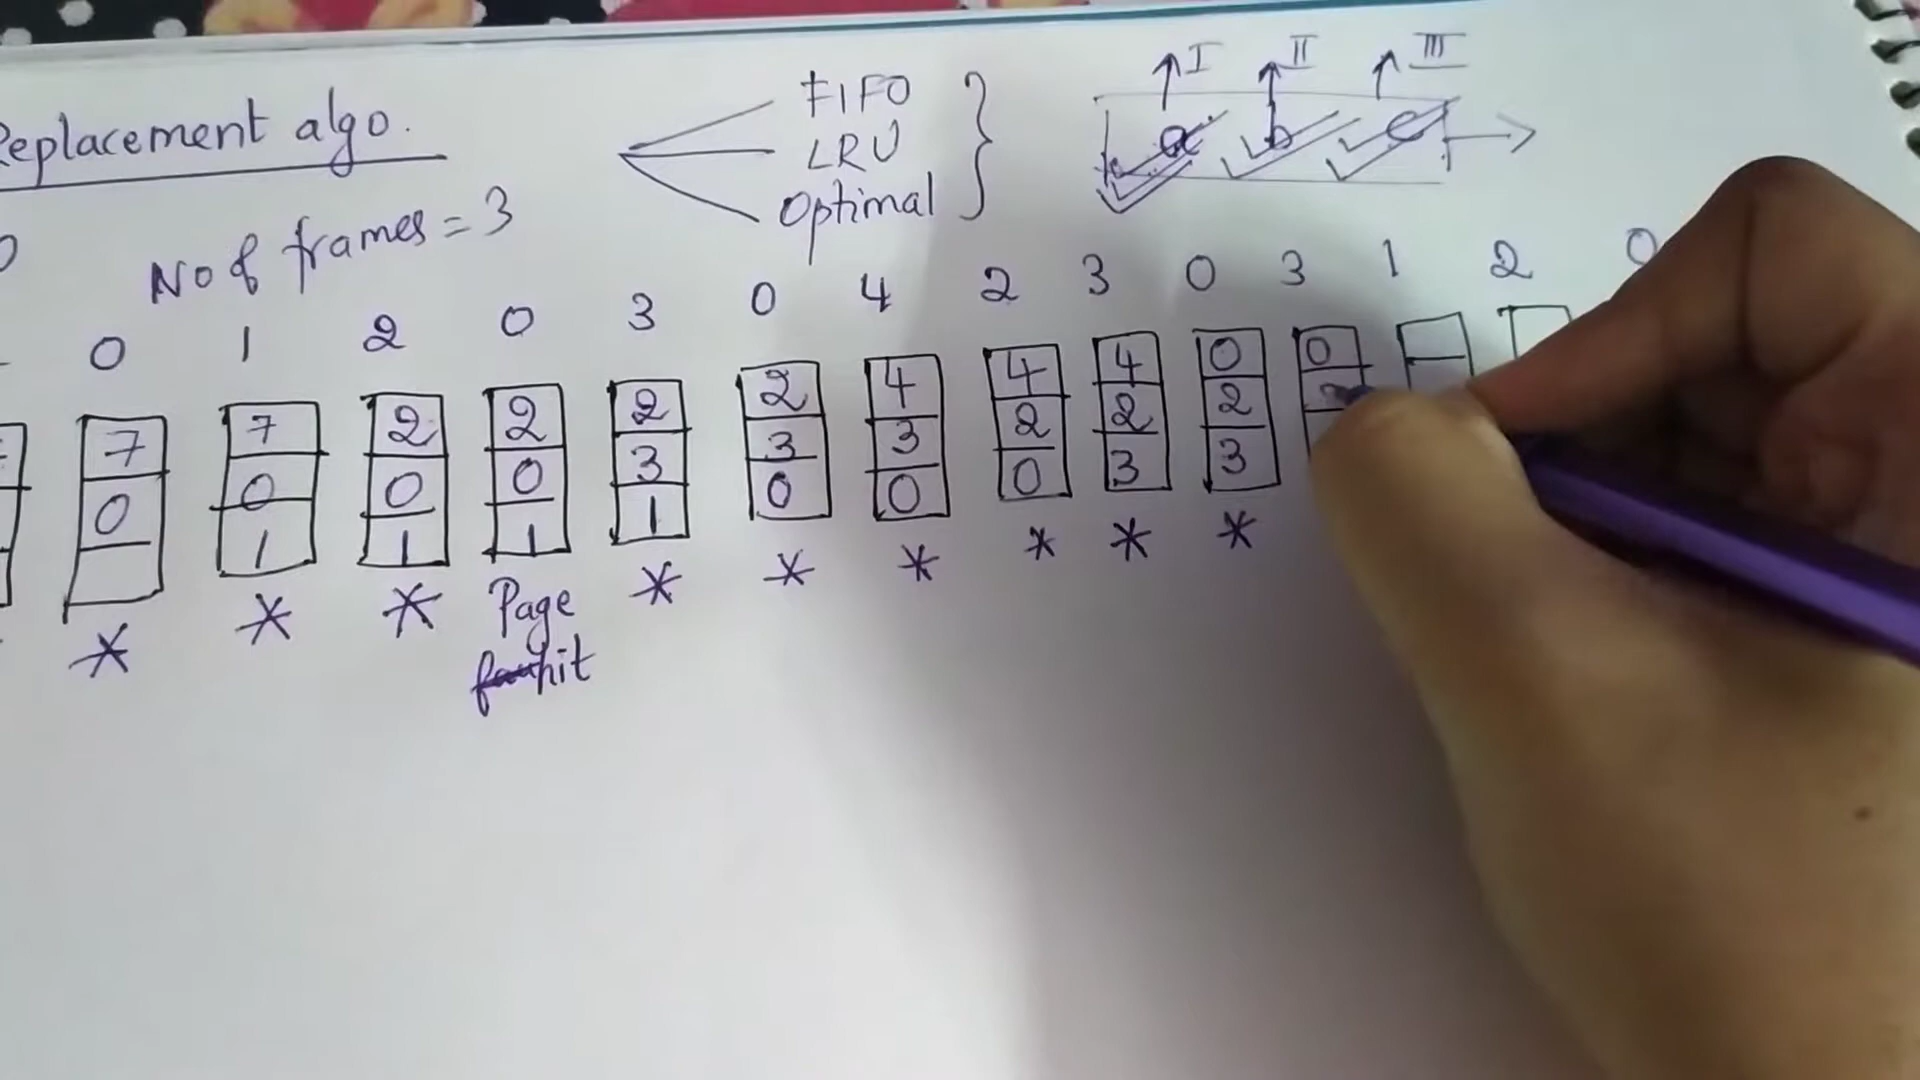 Replacement algo.
FIFO
LRU
Optimal
I II III
a b c
No of frames = 3
0 1 2 0 3 0 4 2 3 0 3 1 2 0
7 7 2 2 2 2 4 4 4 0 0
0 0 0 0 3 3 3 2 2 2
1 1 1 1 0 0 0 3 3
* * * Page * * * * * *
hit